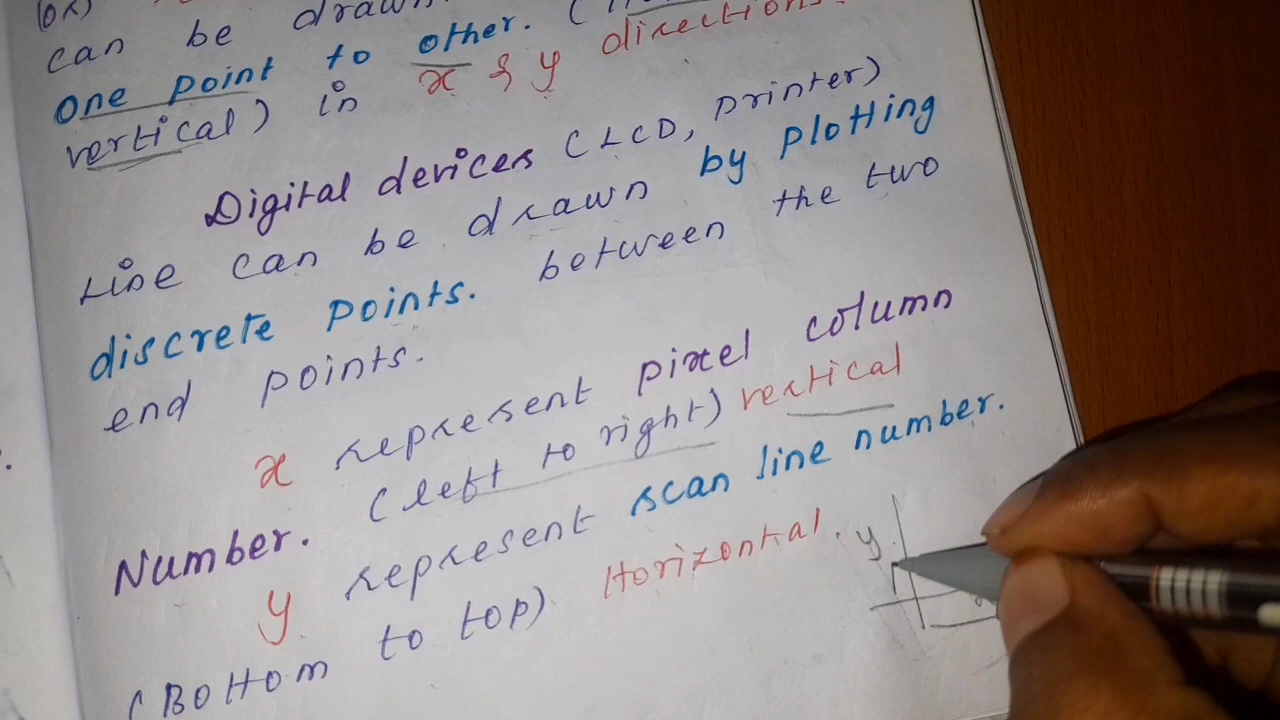 can be drawn
one point to other. (
vertical) in x & y directions.
Digital devices (LCD, printer)
Line can be drawn by plotting
discrete points. between the two
end points.
x represent pixel column
Number. (left to right) vertical
y represent scan line number.
(Bottom to top) Horizontal.
y